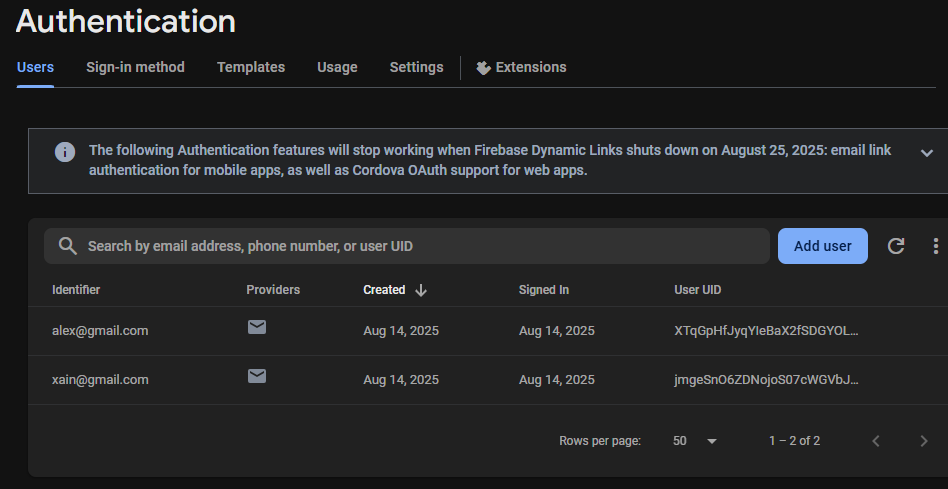 Authentication
Users Sign-in method Templates Usage Settings Extensions
The following Authentication features will stop working when Firebase Dynamic Links shuts down on August 25, 2025: email link
authentication for mobile apps, as well as Cordova OAuth support for web apps.
Search by email address, phone number, or user UID Add user
Identifier Providers Created Signed In User UID
alex@gmail.com Aug 14, 2025 Aug 14, 2025 XTqGpHfJyqYIeBaX2fSDGYOL...
xain@gmail.com Aug 14, 2025 Aug 14, 2025 jmgeSnO6ZDNojoS07cWGVbJ...
Rows per page: 50 1 – 2 of 2